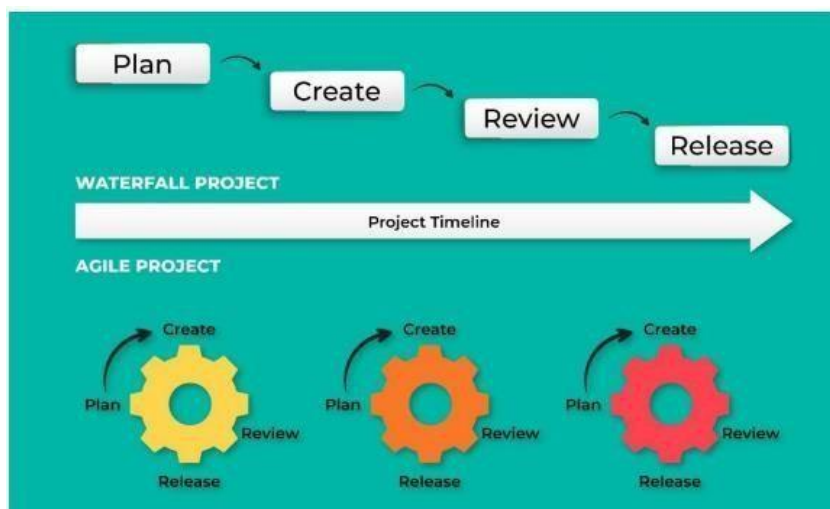 Plan
Create
Review
Release
WATERFALL PROJECT
Project Timeline
AGILE PROJECT
Create
Plan
Review
Release
Create
Plan
Review
Release
Create
Plan
Review
Release